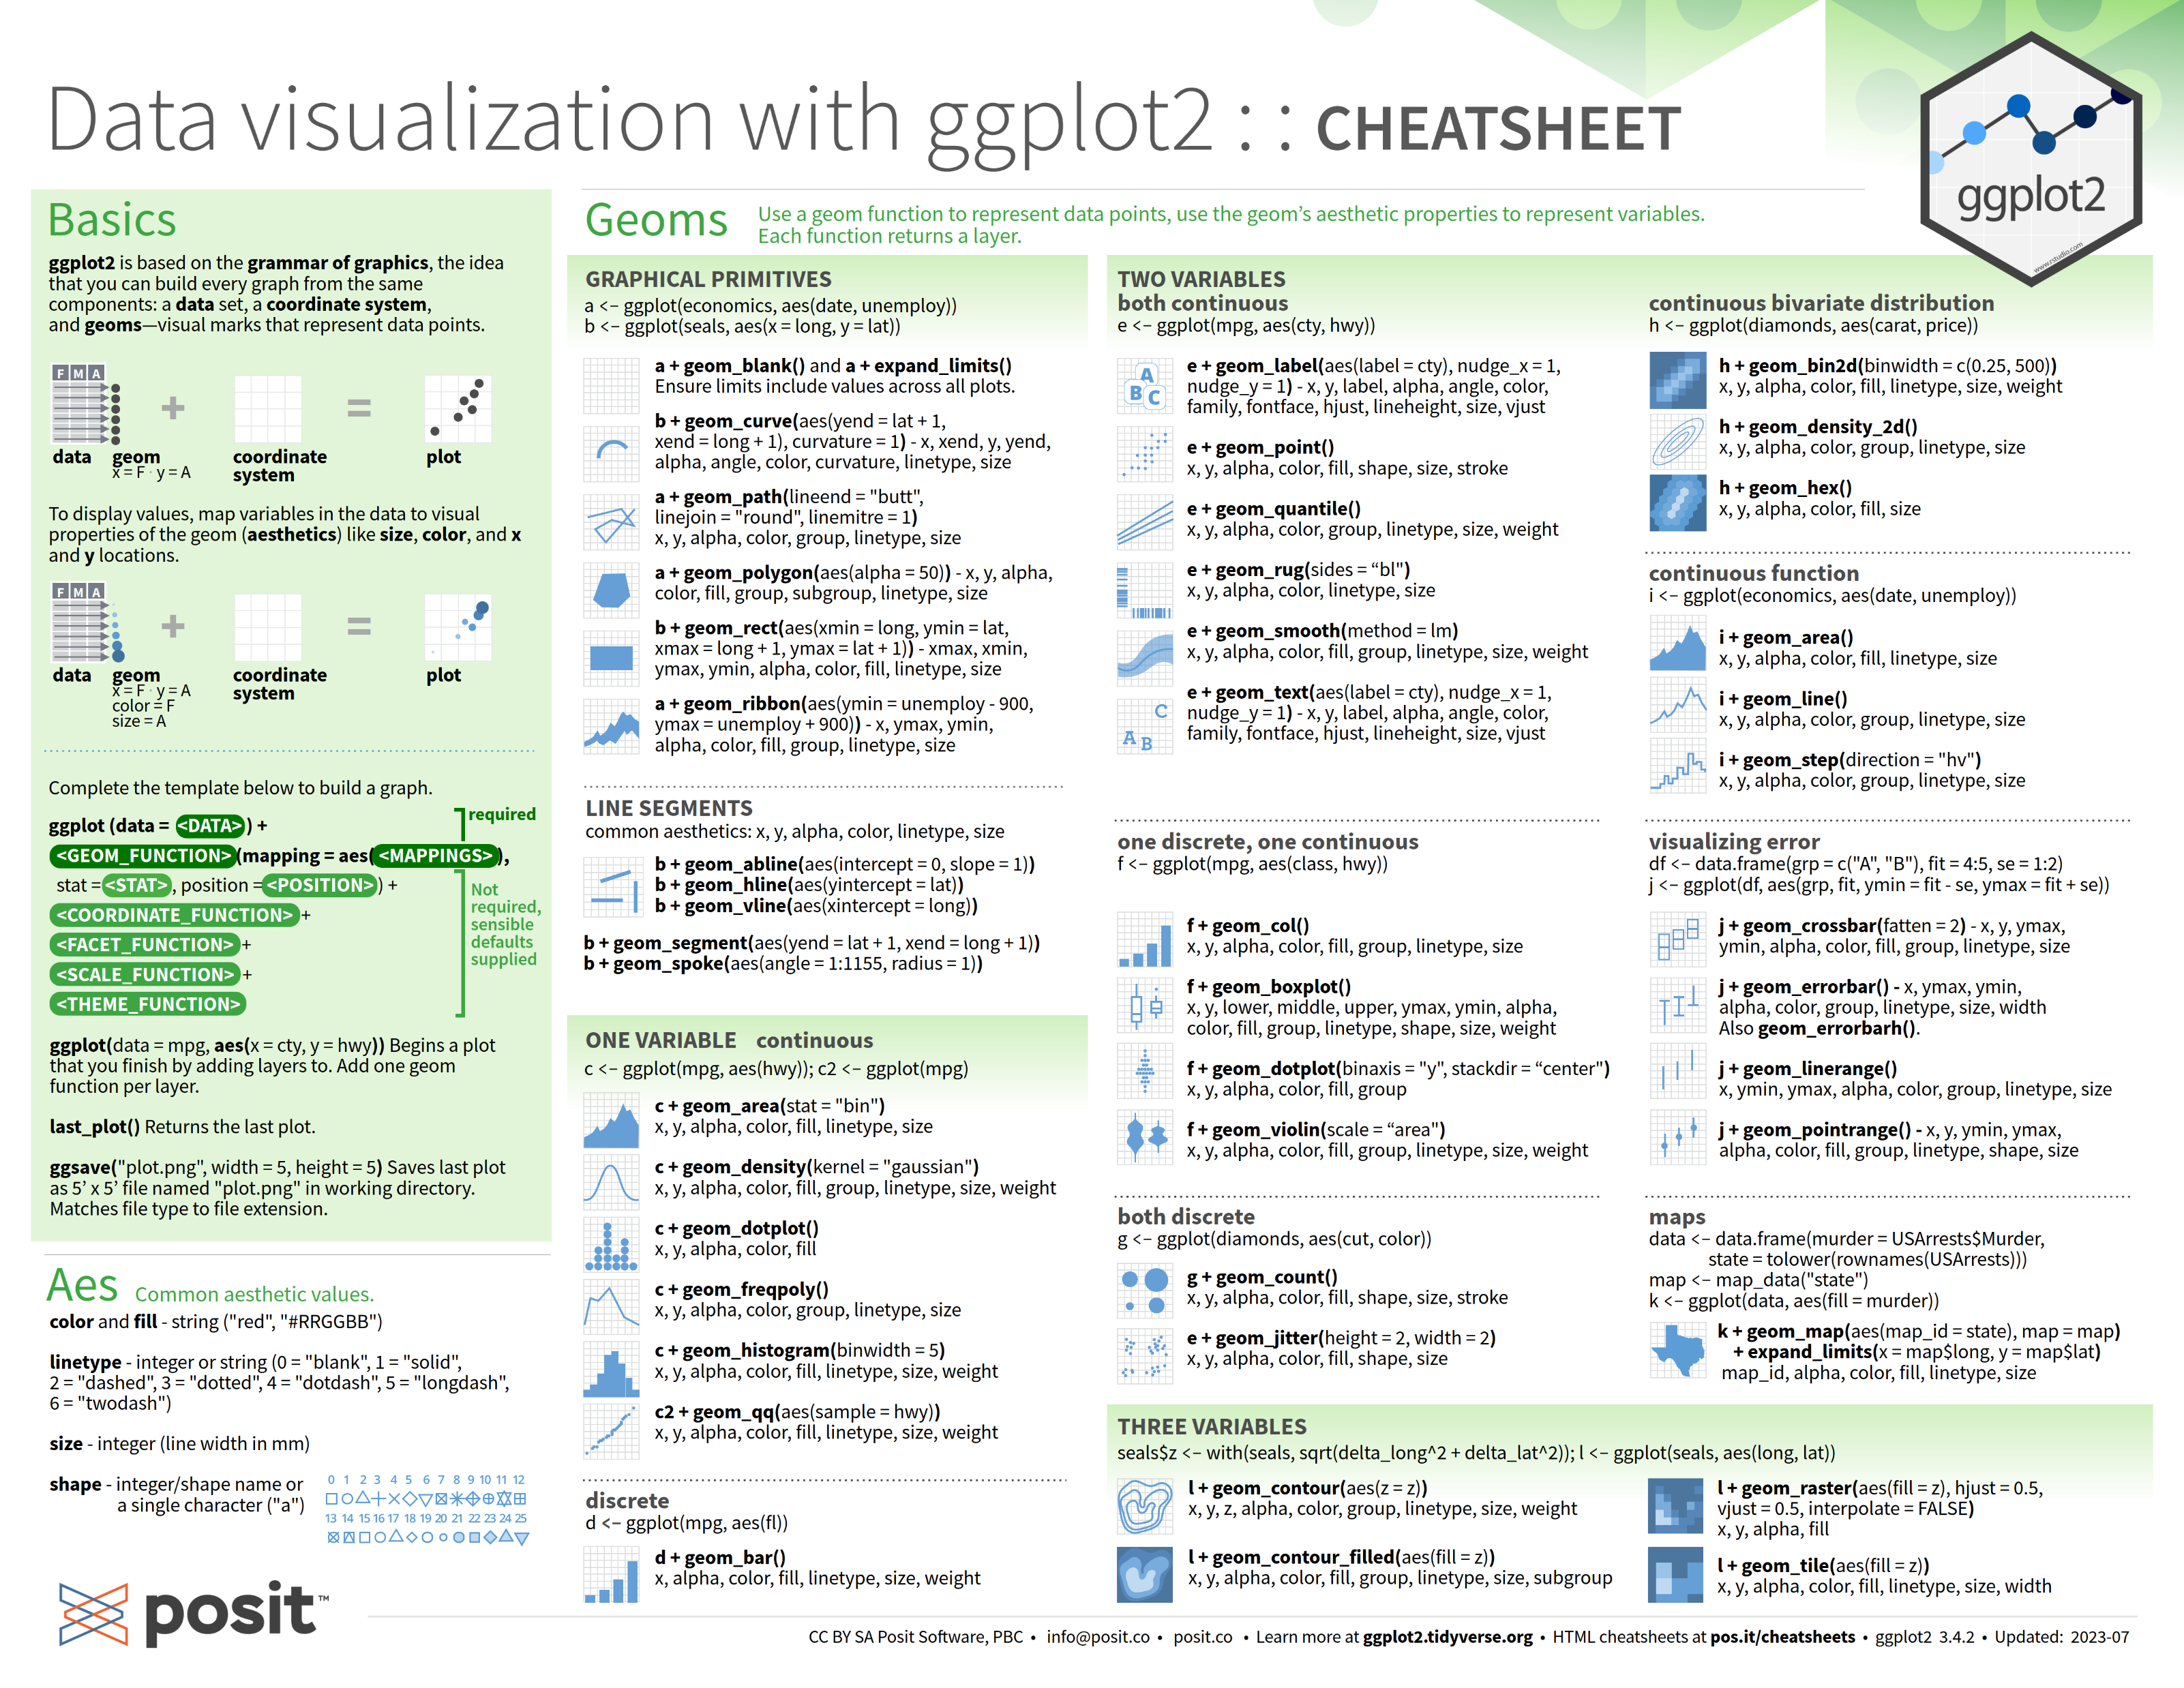 Data visualization with ggplot2 : : CHEATSHEET
ggplot2
www.rstudio.com
Basics
ggplot2 is based on the grammar of graphics, the idea
that you can build every graph from the same
components: a data set, a coordinate system,
and geoms—visual marks that represent data points.
F M A
data geom coordinate system plot
x = F · y = A
To display values, map variables in the data to visual
properties of the geom (aesthetics) like size, color, and x
and y locations.
F M A
data geom coordinate system plot
x = F · y = A
color = F
size = A
Complete the template below to build a graph.
required
ggplot (data = <DATA>) +
<GEOM_FUNCTION>(mapping = aes(<MAPPINGS>),
stat = <STAT>, position = <POSITION>) +
<COORDINATE_FUNCTION> +
<FACET_FUNCTION> +
<SCALE_FUNCTION> +
<THEME_FUNCTION>
Not
required,
sensible
defaults
supplied
ggplot(data = mpg, aes(x = cty, y = hwy)) Begins a plot
that you finish by adding layers to. Add one geom
function per layer.
last_plot() Returns the last plot.
ggsave("plot.png", width = 5, height = 5) Saves last plot
as 5’ x 5’ file named "plot.png" in working directory.
Matches file type to file extension.
Aes Common aesthetic values.
color and fill - string ("red", "#RRGGBB")
linetype - integer or string (0 = "blank", 1 = "solid",
2 = "dashed", 3 = "dotted", 4 = "dotdash", 5 = "longdash",
6 = "twodash")
size - integer (line width in mm)
shape - integer/shape name or
a single character ("a")
0 1 2 3 4 5 6 7 8 9 10 11 12
13 14 15 16 17 18 19 20 21 22 23 24 25
Geoms
Use a geom function to represent data points, use the geom’s aesthetic properties to represent variables.
Each function returns a layer.
GRAPHICAL PRIMITIVES
a <- ggplot(economics, aes(date, unemploy))
b <- ggplot(seals, aes(x = long, y = lat))
a + geom_blank() and a + expand_limits()
Ensure limits include values across all plots.
b + geom_curve(aes(yend = lat + 1,
xend = long + 1), curvature = 1) - x, xend, y, yend,
alpha, angle, color, curvature, linetype, size
a + geom_path(lineend = "butt",
linejoin = "round", linemitre = 1)
x, y, alpha, color, group, linetype, size
a + geom_polygon(aes(alpha = 50)) - x, y, alpha,
color, fill, group, subgroup, linetype, size
b + geom_rect(aes(xmin = long, ymin = lat,
xmax = long + 1, ymax = lat + 1)) - xmax, xmin,
ymax, ymin, alpha, color, fill, linetype, size
a + geom_ribbon(aes(ymin = unemploy - 900,
ymax = unemploy + 900)) - x, ymax, ymin,
alpha, color, fill, group, linetype, size
LINE SEGMENTS
common aesthetics: x, y, alpha, color, linetype, size
b + geom_abline(aes(intercept = 0, slope = 1))
b + geom_hline(aes(yintercept = lat))
b + geom_vline(aes(xintercept = long))
b + geom_segment(aes(yend = lat + 1, xend = long + 1))
b + geom_spoke(aes(angle = 1:1155, radius = 1))
ONE VARIABLE continuous
c <- ggplot(mpg, aes(hwy)); c2 <- ggplot(mpg)
c + geom_area(stat = "bin")
x, y, alpha, color, fill, linetype, size
c + geom_density(kernel = "gaussian")
x, y, alpha, color, fill, group, linetype, size, weight
c + geom_dotplot()
x, y, alpha, color, fill
c + geom_freqpoly()
x, y, alpha, color, group, linetype, size
c + geom_histogram(binwidth = 5)
x, y, alpha, color, fill, linetype, size, weight
c2 + geom_qq(aes(sample = hwy))
x, y, alpha, color, fill, linetype, size, weight
discrete
d <- ggplot(mpg, aes(fl))
d + geom_bar()
x, alpha, color, fill, linetype, size, weight
TWO VARIABLES
both continuous
e <- ggplot(mpg, aes(cty, hwy))
A
B C
e + geom_label(aes(label = cty), nudge_x = 1,
nudge_y = 1) - x, y, label, alpha, angle, color,
family, fontface, hjust, lineheight, size, vjust
e + geom_point()
x, y, alpha, color, fill, shape, size, stroke
e + geom_quantile()
x, y, alpha, color, group, linetype, size, weight
e + geom_rug(sides = “bl")
x, y, alpha, color, linetype, size
e + geom_smooth(method = lm)
x, y, alpha, color, fill, group, linetype, size, weight
C
A B
e + geom_text(aes(label = cty), nudge_x = 1,
nudge_y = 1) - x, y, label, alpha, angle, color,
family, fontface, hjust, lineheight, size, vjust
one discrete, one continuous
f <- ggplot(mpg, aes(class, hwy))
f + geom_col()
x, y, alpha, color, fill, group, linetype, size
f + geom_boxplot()
x, y, lower, middle, upper, ymax, ymin, alpha,
color, fill, group, linetype, shape, size, weight
f + geom_dotplot(binaxis = "y", stackdir = “center")
x, y, alpha, color, fill, group
f + geom_violin(scale = “area")
x, y, alpha, color, fill, group, linetype, size, weight
both discrete
g <- ggplot(diamonds, aes(cut, color))
g + geom_count()
x, y, alpha, color, fill, shape, size, stroke
e + geom_jitter(height = 2, width = 2)
x, y, alpha, color, fill, shape, size
continuous bivariate distribution
h <- ggplot(diamonds, aes(carat, price))
h + geom_bin2d(binwidth = c(0.25, 500))
x, y, alpha, color, fill, linetype, size, weight
h + geom_density_2d()
x, y, alpha, color, group, linetype, size
h + geom_hex()
x, y, alpha, color, fill, size
continuous function
i <- ggplot(economics, aes(date, unemploy))
i + geom_area()
x, y, alpha, color, fill, linetype, size
i + geom_line()
x, y, alpha, color, group, linetype, size
i + geom_step(direction = "hv")
x, y, alpha, color, group, linetype, size
visualizing error
df <- data.frame(grp = c("A", "B"), fit = 4:5, se = 1:2)
j <- ggplot(df, aes(grp, fit, ymin = fit - se, ymax = fit + se))
j + geom_crossbar(fatten = 2) - x, y, ymax,
ymin, alpha, color, fill, group, linetype, size
j + geom_errorbar() - x, ymax, ymin,
alpha, color, group, linetype, size, width
Also geom_errorbarh().
j + geom_linerange()
x, ymin, ymax, alpha, color, group, linetype, size
j + geom_pointrange() - x, y, ymin, ymax,
alpha, color, fill, group, linetype, shape, size
maps
data <- data.frame(murder = USArrests$Murder,
state = tolower(rownames(USArrests)))
map <- map_data("state")
k <- ggplot(data, aes(fill = murder))
k + geom_map(aes(map_id = state), map = map)
+ expand_limits(x = map$long, y = map$lat)
map_id, alpha, color, fill, linetype, size
THREE VARIABLES
seals$z <- with(seals, sqrt(delta_long^2 + delta_lat^2)); l <- ggplot(seals, aes(long, lat))
l + geom_contour(aes(z = z))
x, y, z, alpha, color, group, linetype, size, weight
l + geom_contour_filled(aes(fill = z))
x, y, alpha, color, fill, group, linetype, size, subgroup
l + geom_raster(aes(fill = z), hjust = 0.5,
vjust = 0.5, interpolate = FALSE)
x, y, alpha, fill
l + geom_tile(aes(fill = z))
x, y, alpha, color, fill, linetype, size, width
posit™
CC BY SA Posit Software, PBC • info@posit.co • posit.co • Learn more at ggplot2.tidyverse.org • HTML cheatsheets at pos.it/cheatsheets • ggplot2 3.4.2 • Updated: 2023-07